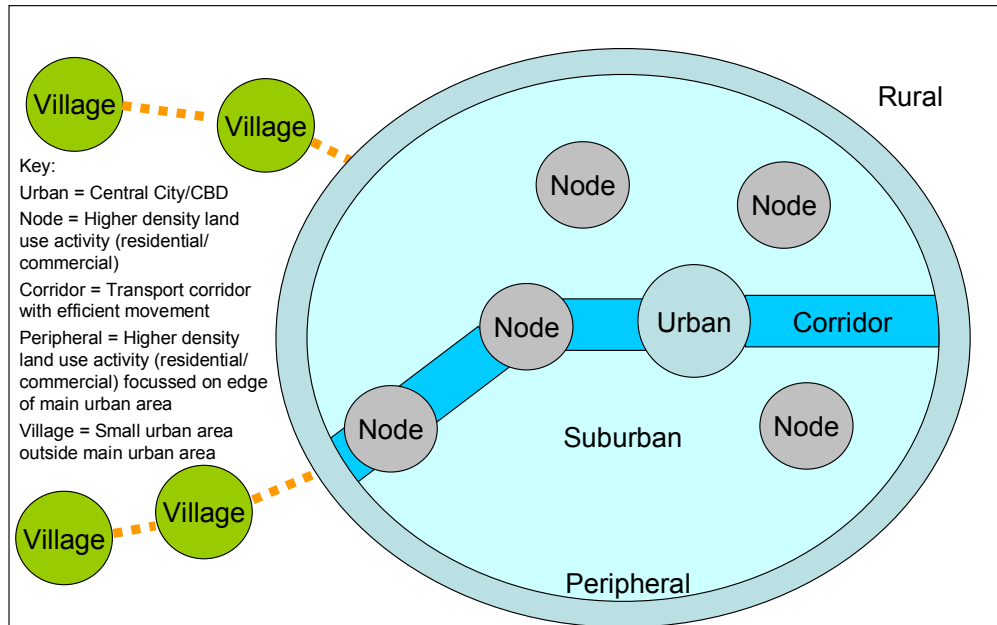 Village
Village
Rural
Key:
Urban = Central City/CBD
Node = Higher density land
use activity (residential/
commercial)
Corridor = Transport corridor
with efficient movement
Peripheral = Higher density
land use activity (residential/
commercial) focussed on edge
of main urban area
Village = Small urban area
outside main urban area
Node
Node
Node
Urban
Corridor
Node
Suburban
Node
Village
Village
Peripheral